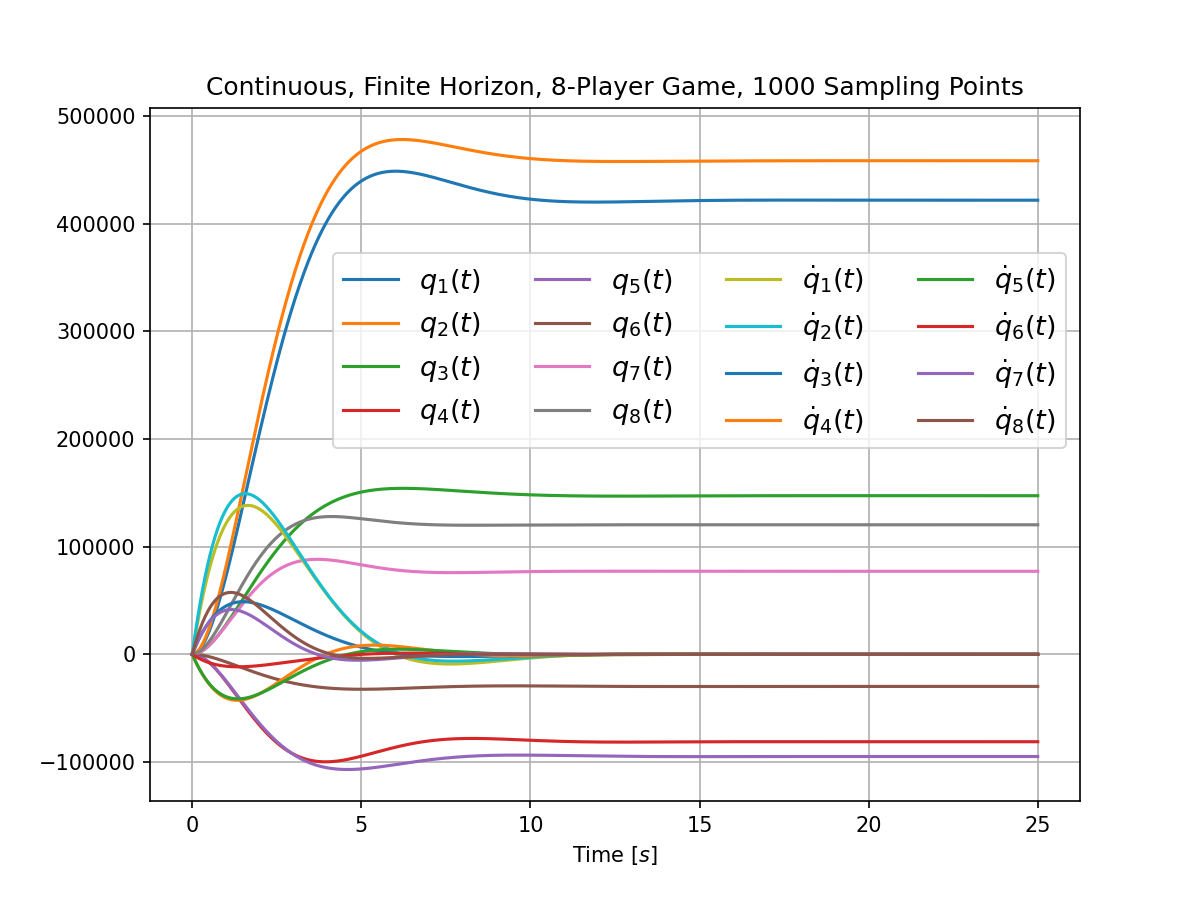 Continuous, Finite Horizon, 8-Player Game, 1000 Sampling Points
500000
400000
300000
200000
100000
0
−100000
q₁(t) q₅(t) q̇₁(t) q̇₅(t)
q₂(t) q₆(t) q̇₂(t) q̇₆(t)
q₃(t) q₇(t) q̇₃(t) q̇₇(t)
q₄(t) q₈(t) q̇₄(t) q̇₈(t)
0 5 10 15 20 25
Time [s]